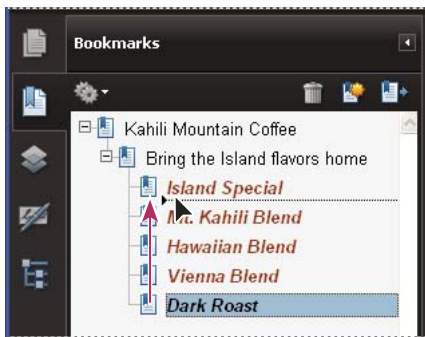 Bookmarks
Kahili Mountain Coffee
Bring the Island flavors home
Island Special
Mt. Kahili Blend
Hawaiian Blend
Vienna Blend
Dark Roast